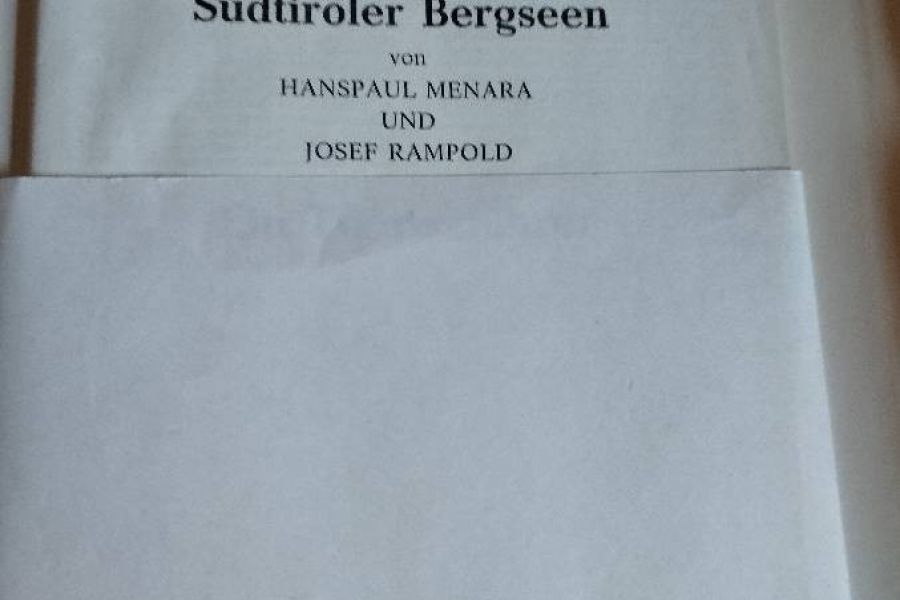 Südtiroler Bergseen
von
HANSPAUL MENARA
UND
JOSEF RAMPOLD